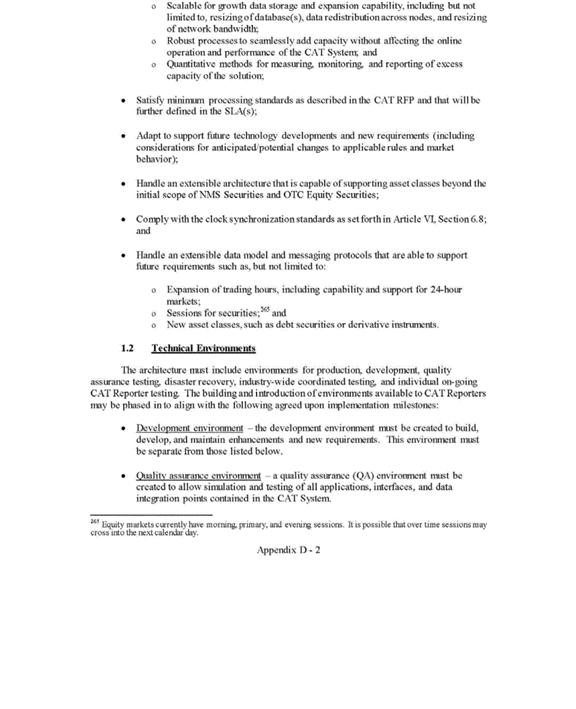 o Scalable for growth data storage and expansion capability, including but not
limited to, resizing of database(s), data redistribution across nodes, and resizing
of network bandwidth;
o Robust processes to seamlessly add capacity without affecting the online
operation and performance of the CAT System; and
o Quantitative methods for measuring, monitoring, and reporting of excess
capacity of the solution;
• Satisfy minimum processing standards as described in the CAT RFP and that will be
further defined in the SLA(s);
• Adapt to support future technology developments and new requirements (including
considerations for anticipated/potential changes to applicable rules and market
behavior);
• Handle an extensible architecture that is capable of supporting asset classes beyond the
initial scope of NMS Securities and OTC Equity Securities;
• Comply with the clock synchronization standards as set forth in Article VI, Section 6.8;
and
• Handle an extensible data model and messaging protocols that are able to support
future requirements such as, but not limited to:
o Expansion of trading hours, including capability and support for 24-hour
markets;
o Sessions for securities;265 and
o New asset classes, such as debt securities or derivative instruments.
1.2 Technical Environments
The architecture must include environments for production, development, quality
assurance testing, disaster recovery, industry-wide coordinated testing, and individual on-going
CAT Reporter testing. The building and introduction of environments available to CAT Reporters
may be phased in to align with the following agreed upon implementation milestones:
• Development environment – the development environment must be created to build,
develop, and maintain enhancements and new requirements. This environment must
be separate from those listed below.
• Quality assurance environment – a quality assurance (QA) environment must be
created to allow simulation and testing of all applications, interfaces, and data
integration points contained in the CAT System.
265 Equity markets currently have morning, primary, and evening sessions. It is possible that over time sessions may
cross into the next calendar day.
Appendix D - 2